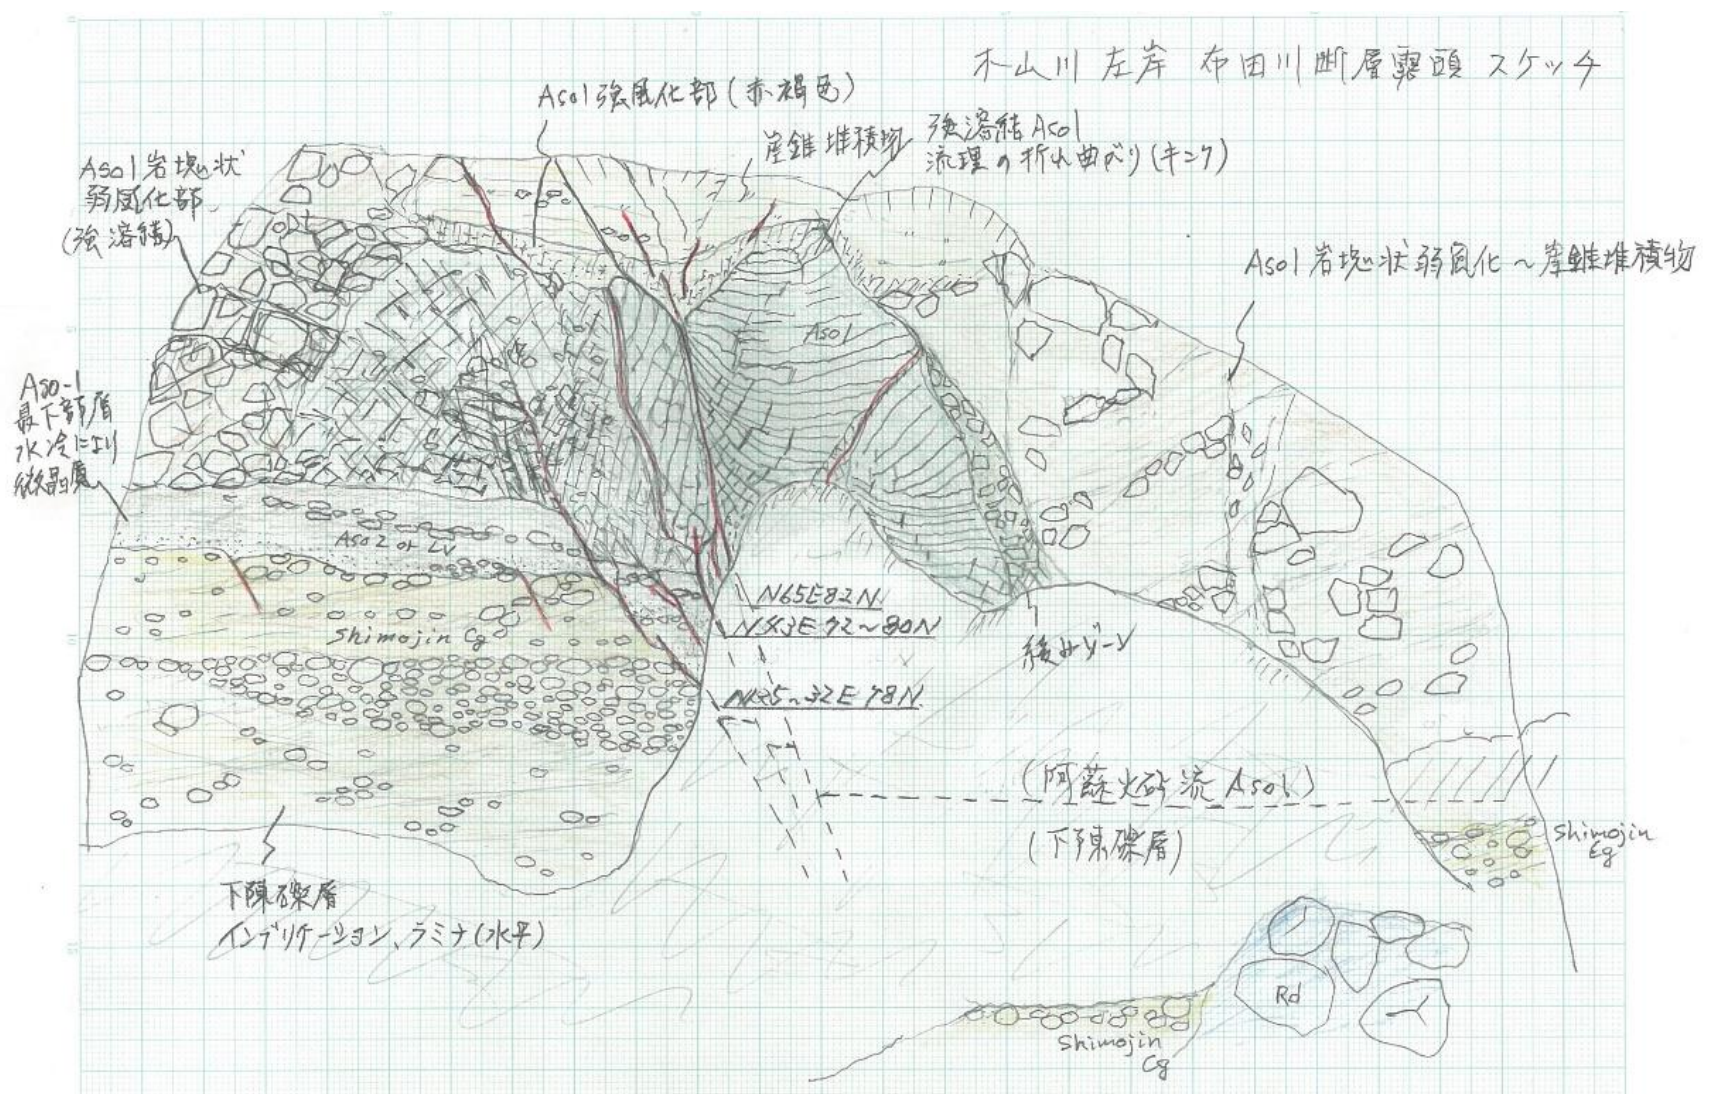 木山川 左岸 布田川断層露頭 スケッチ
Aso1強風化部(赤褐色)
崖錐堆積物
強溶結Aso1
流理の折れ曲がり(キンク)
Aso1岩塊状
弱風化部
(強溶結)
Aso1岩塊状弱風化～崖錐堆積物
Aso1
Aso-1
最下部層
水冷により
微晶質
Aso2 or Lv
Shimojin Cg
N65E82N
N43E72～80N
N25～32E78N
緩みゾーン
(阿蘇火砕流Aso1)
(下陳礫層)
Shimojin
Cg
下陳礫層
インブリケーション、ラミナ(水平)
Rd
Shimojin
Cg